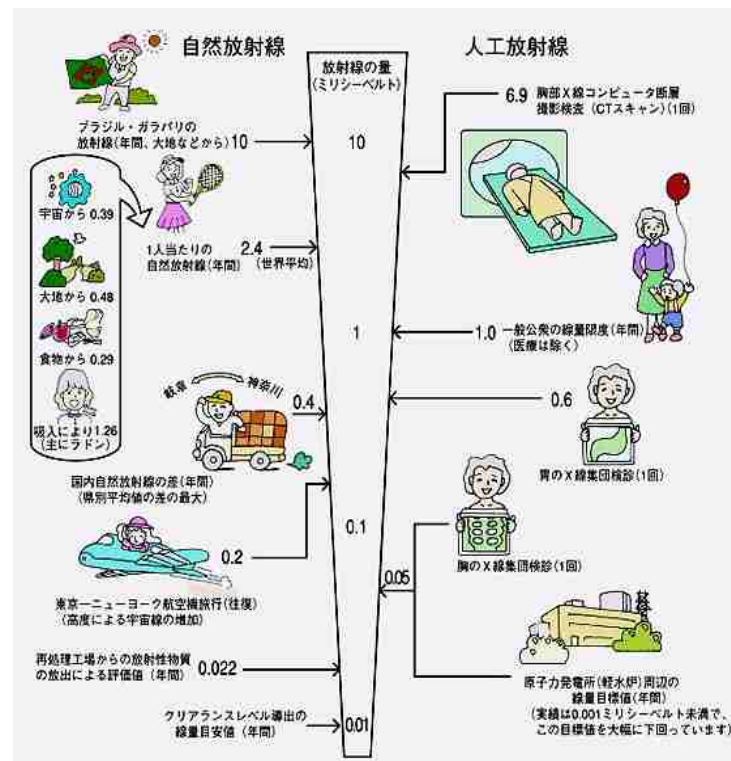 自然放射線
放射線の量
(ミリシーベルト)
人工放射線
6.9 胸部X線コンピュータ断層
撮影検査(CTスキャン)(1回)
ブラジル・ガラパリの
放射線(年間、大地などから)10
10
宇宙から 0.39
大地から 0.48
食物から 0.29
吸入により1.26
(主にラドン)
1人当たりの
自然放射線(年間)
2.4
(世界平均)
1
1.0 一般公衆の線量限度(年間)
(医療は除く)
岐阜
神奈川
0.4
0.6
胃のX線集団検診(1回)
国内自然放射線の差(年間)
(県別平均値の差の最大)
0.1
胸のX線集団検診(1回)
0.2
0.05
東京ーニューヨーク航空機旅行(往復)
(高度による宇宙線の増加)
再処理工場からの放射性物質
の放出による評価値(年間)
0.022
原子力発電所(軽水炉)周辺の
線量目標値(年間)
(実績は0.001ミリシーベルト未満で、
この目標値を大幅に下回っています)
クリアランスレベル導出の
線量目安値(年間)
0.01